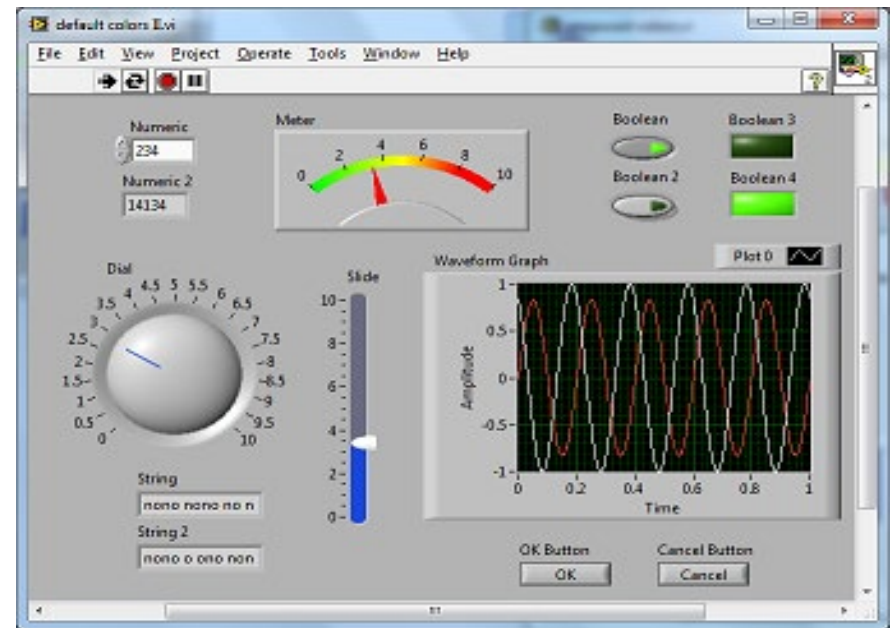 default colors II.vi
File Edit View Project Operate Tools Window Help
Numeric
234
Numeric 2
14134
Meter
0 2 4 6 8 10
Boolean
Boolean 3
Boolean 2
Boolean 4
Dial
0 0.5 1 1.5 2 2.5 3 3.5 4 4.5 5 5.5 6 6.5 7 7.5 8 8.5 9 9.5 10
Slide
10
8
6
4
2
0
Waveform Graph
Plot 0
Amplitude
1
0.5
0
-0.5
-1
0 0.2 0.4 0.6 0.8 1
Time
String
nono nono no n
String 2
nono o ono non
OK Button
OK
Cancel Button
Cancel